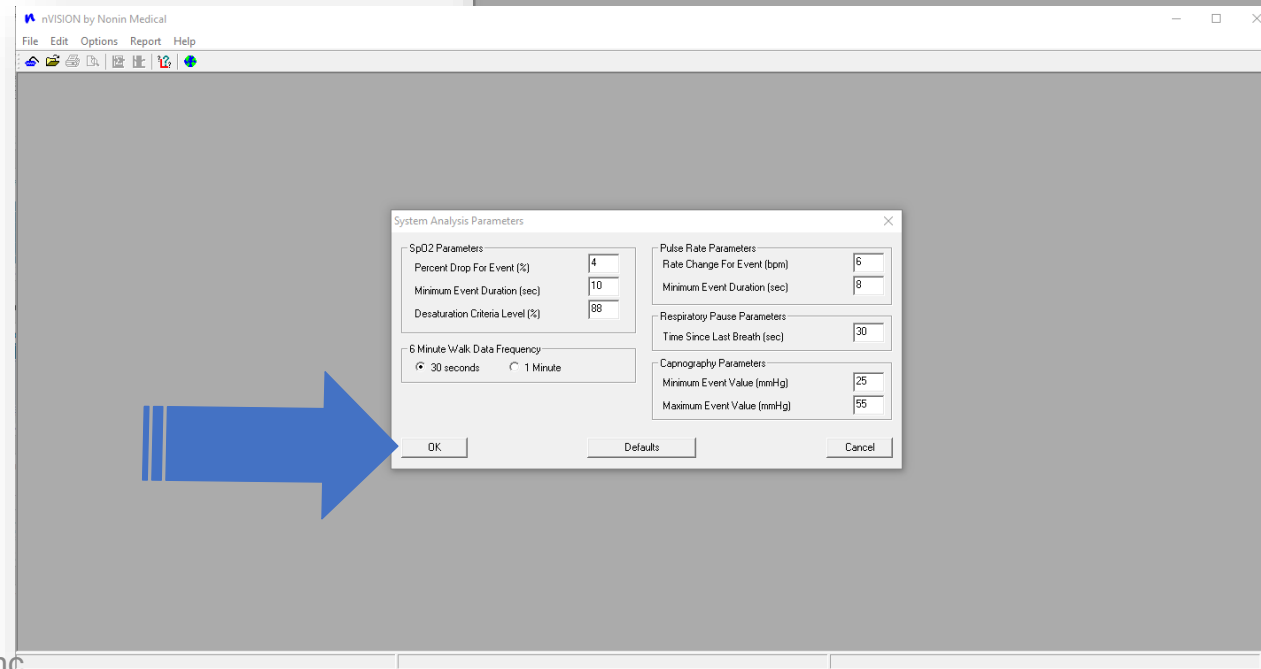 nVISION by Nonin Medical
File Edit Options Report Help
System Analysis Parameters
SpO2 Parameters
Percent Drop For Event (%) 4
Minimum Event Duration (sec) 10
Desaturation Criteria Level (%) 88
6 Minute Walk Data Frequency
30 seconds 1 Minute
Pulse Rate Parameters
Rate Change For Event (bpm) 6
Minimum Event Duration (sec) 8
Respiratory Pause Parameters
Time Since Last Breath (sec) 30
Capnography Parameters
Minimum Event Value (mmHg) 25
Maximum Event Value (mmHg) 55
OK Defaults Cancel